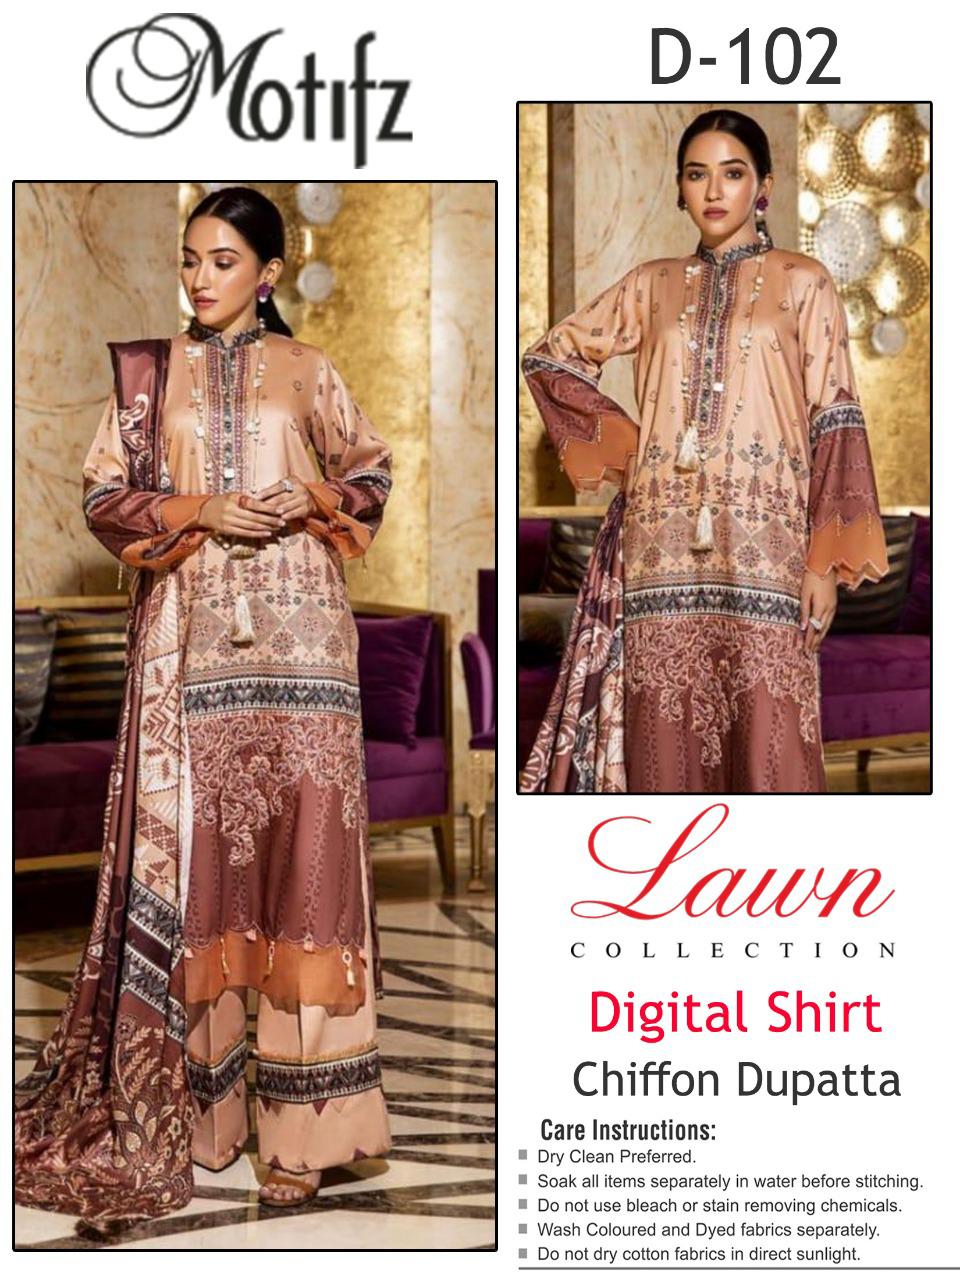 Motifz
D-102
Lawn
COLLECTION
Digital Shirt
Chiffon Dupatta
Care Instructions:
Dry Clean Preferred.
Soak all items separately in water before stitching.
Do not use bleach or stain removing chemicals.
Wash Coloured and Dyed fabrics separately.
Do not dry cotton fabrics in direct sunlight.